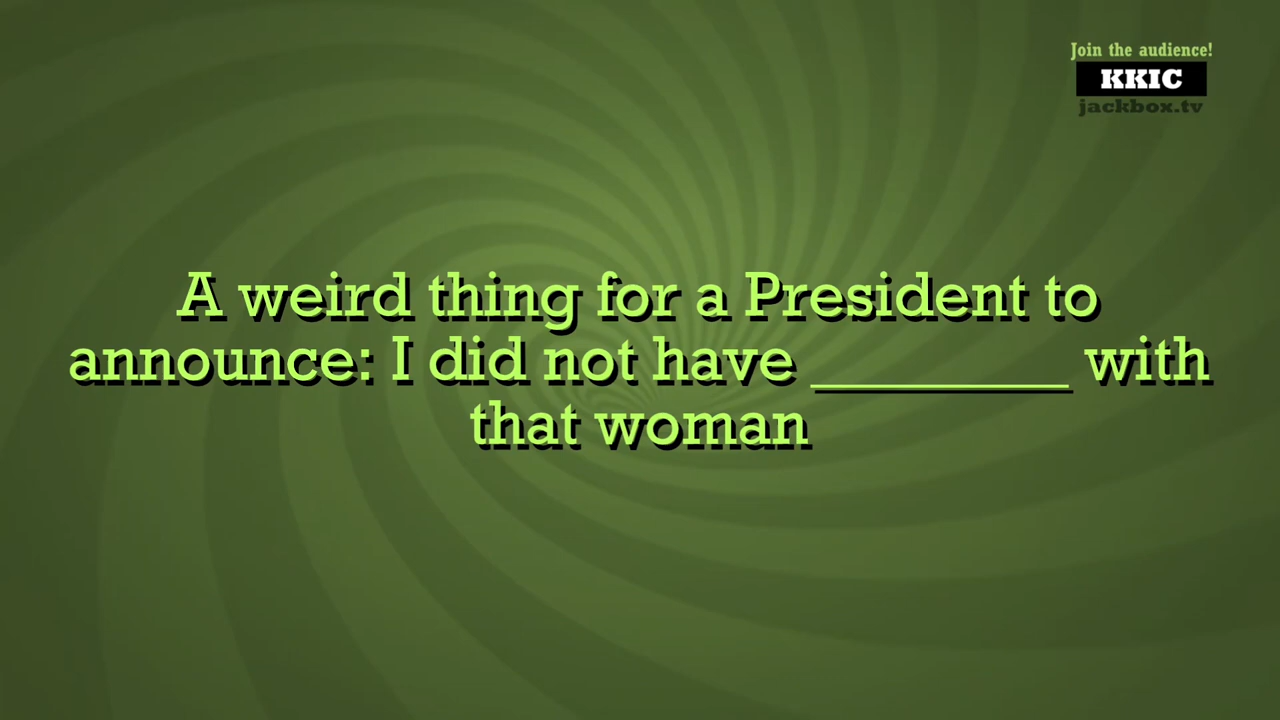 Join the audience!
KKIC
jackbox.tv
A weird thing for a President to
announce: I did not have ________ with
that woman